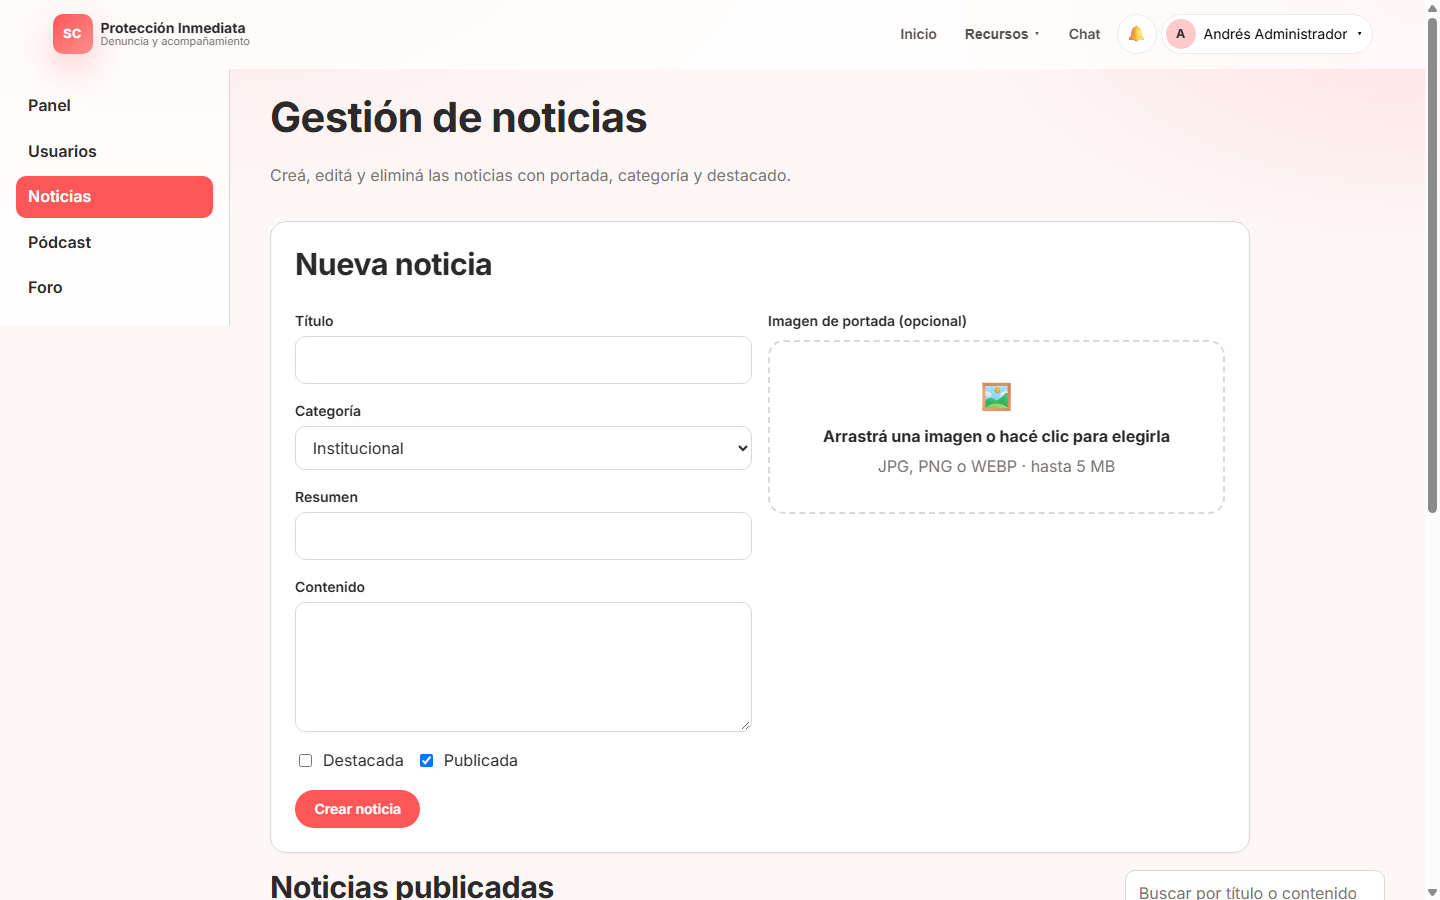 SC
Protección Inmediata
Denuncia y acompañamiento
Inicio
Recursos
Chat
A
Andrés Administrador
Panel
Usuarios
Noticias
Pódcast
Foro
Gestión de noticias
Creá, editá y eliminá las noticias con portada, categoría y destacado.
Nueva noticia
Título
Categoría
Institucional
Resumen
Contenido
Destacada
Publicada
Crear noticia
Imagen de portada (opcional)
Arrastrá una imagen o hacé clic para elegirla
JPG, PNG o WEBP · hasta 5 MB
Noticias publicadas
Buscar por título o contenido